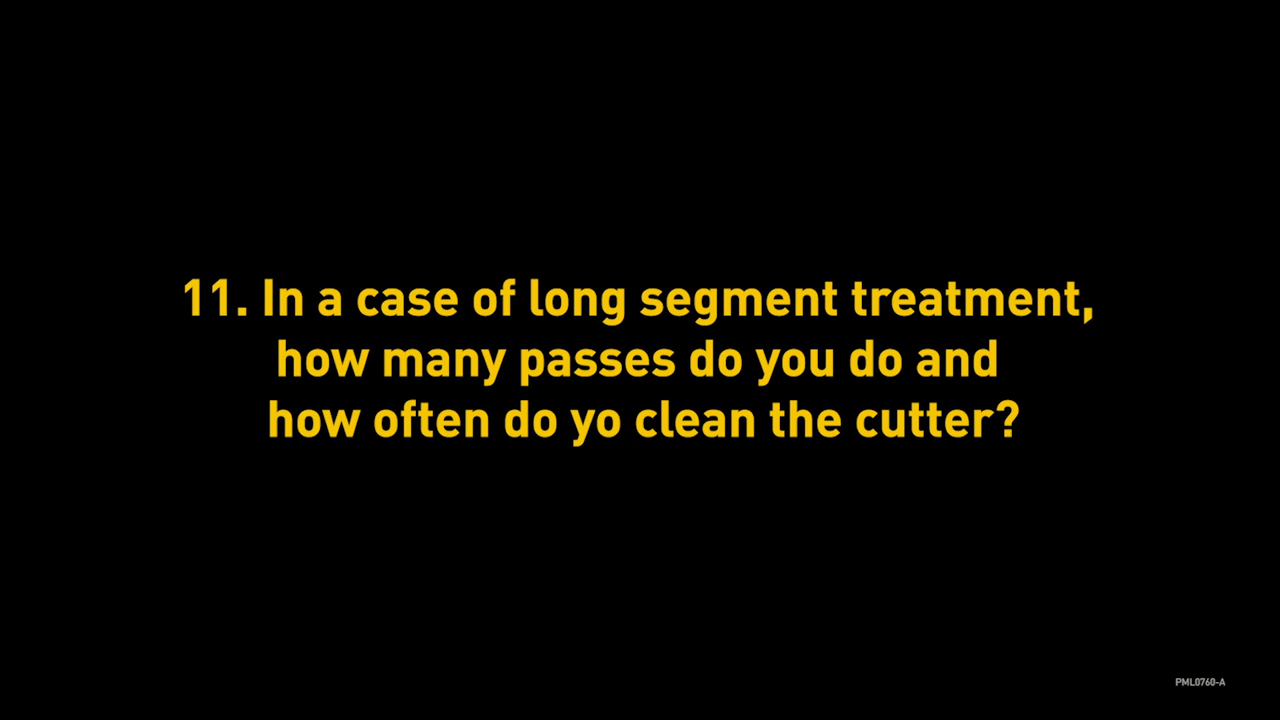 11. In a case of long segment treatment,
how many passes do you do and
how often do yo clean the cutter?
PML0760-A